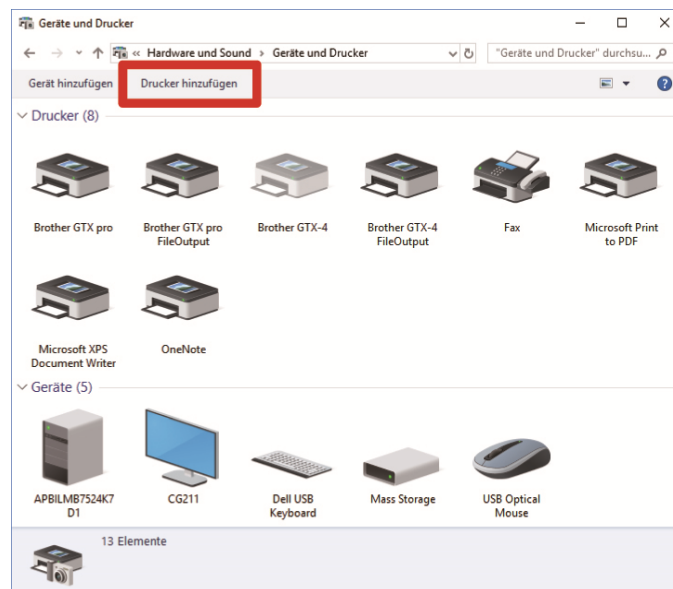 Geräte und Drucker
« Hardware und Sound › Geräte und Drucker
"Geräte und Drucker" durchsu...
Gerät hinzufügen
Drucker hinzufügen
Drucker (8)
Brother GTX pro
Brother GTX pro
FileOutput
Brother GTX-4
Brother GTX-4
FileOutput
Fax
Microsoft Print
to PDF
Microsoft XPS
Document Writer
OneNote
Geräte (5)
APBILMB7524K7
D1
CG211
Dell USB
Keyboard
Mass Storage
USB Optical
Mouse
13 Elemente